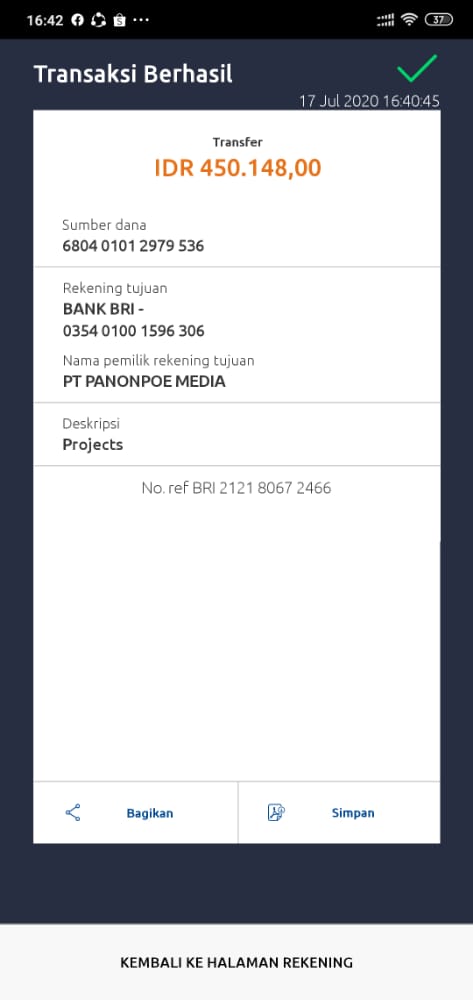 16:42
37
Transaksi Berhasil
17 Jul 2020 16:40:45
Transfer
IDR 450.148,00
Sumber dana
6804 0101 2979 536
Rekening tujuan
BANK BRI -
0354 0100 1596 306
Nama pemilik rekening tujuan
PT PANONPOE MEDIA
Deskripsi
Projects
No. ref BRI 2121 8067 2466
Bagikan
Simpan
KEMBALI KE HALAMAN REKENING